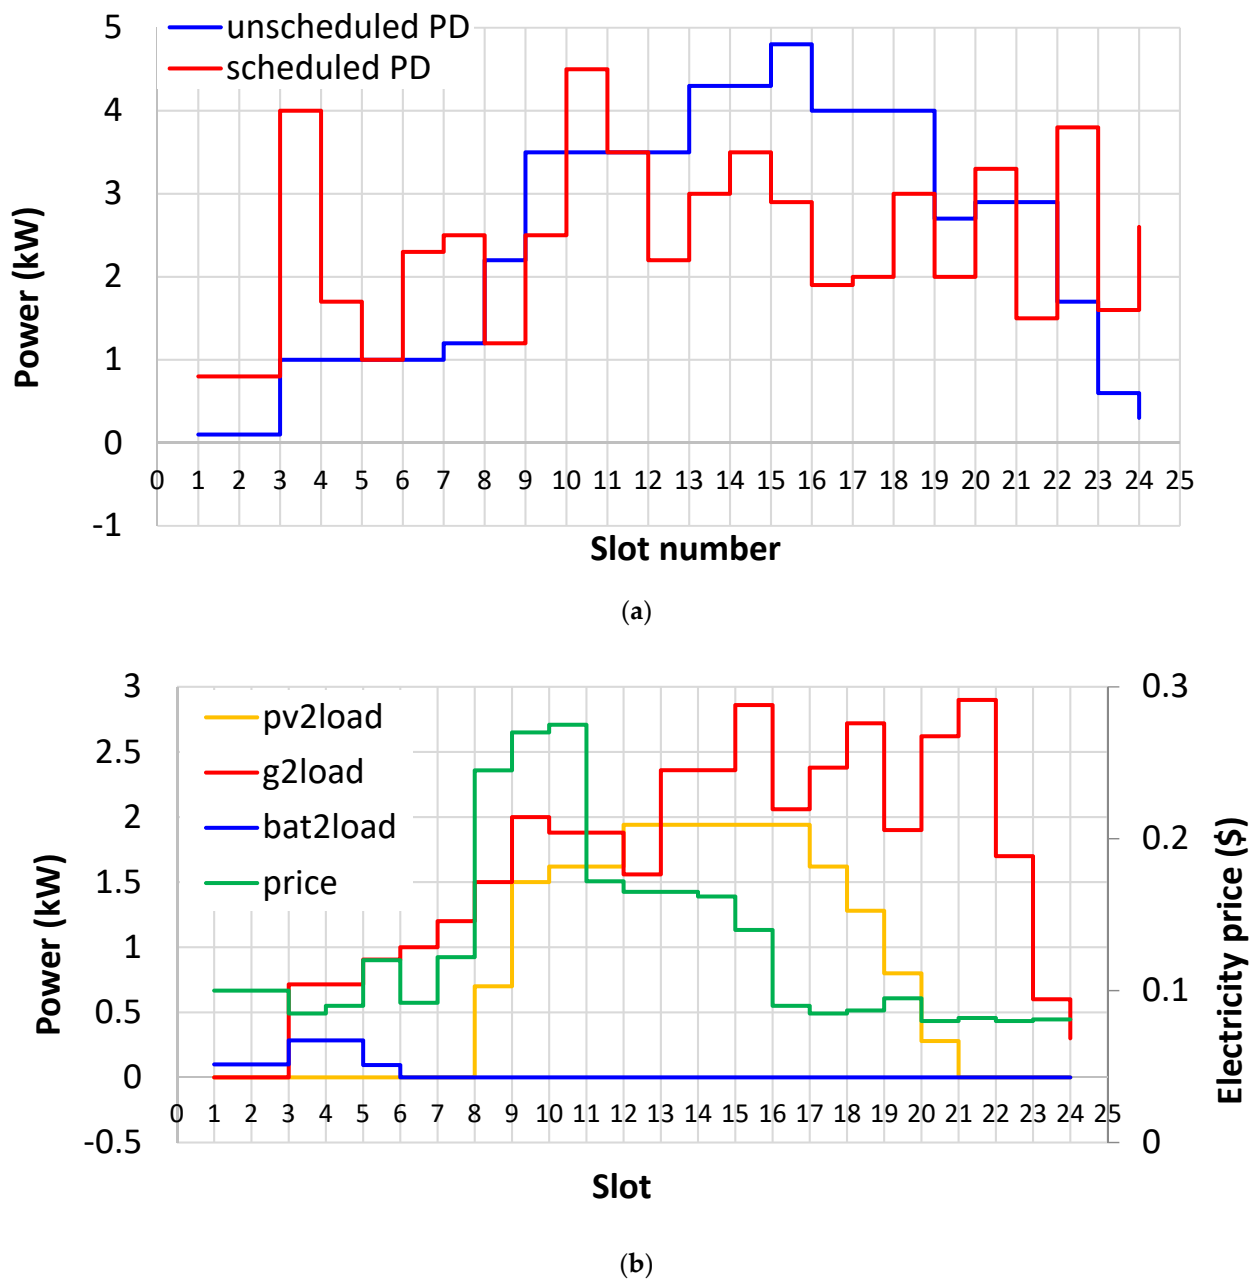 unscheduled PD
scheduled PD
5
4
3
2
1
0
-1
Power (kW)
0 1 2 3 4 5 6 7 8 9 10 11 12 13 14 15 16 17 18 19 20 21 22 23 24 25
Slot number
(a)
pv2load
g2load
bat2load
price
3
2.5
2
1.5
1
0.5
0
-0.5
Power (kW)
0.3
0.2
0.1
0
Electricity price ($)
0 1 2 3 4 5 6 7 8 9 10 11 12 13 14 15 16 17 18 19 20 21 22 23 24 25
Slot
(b)